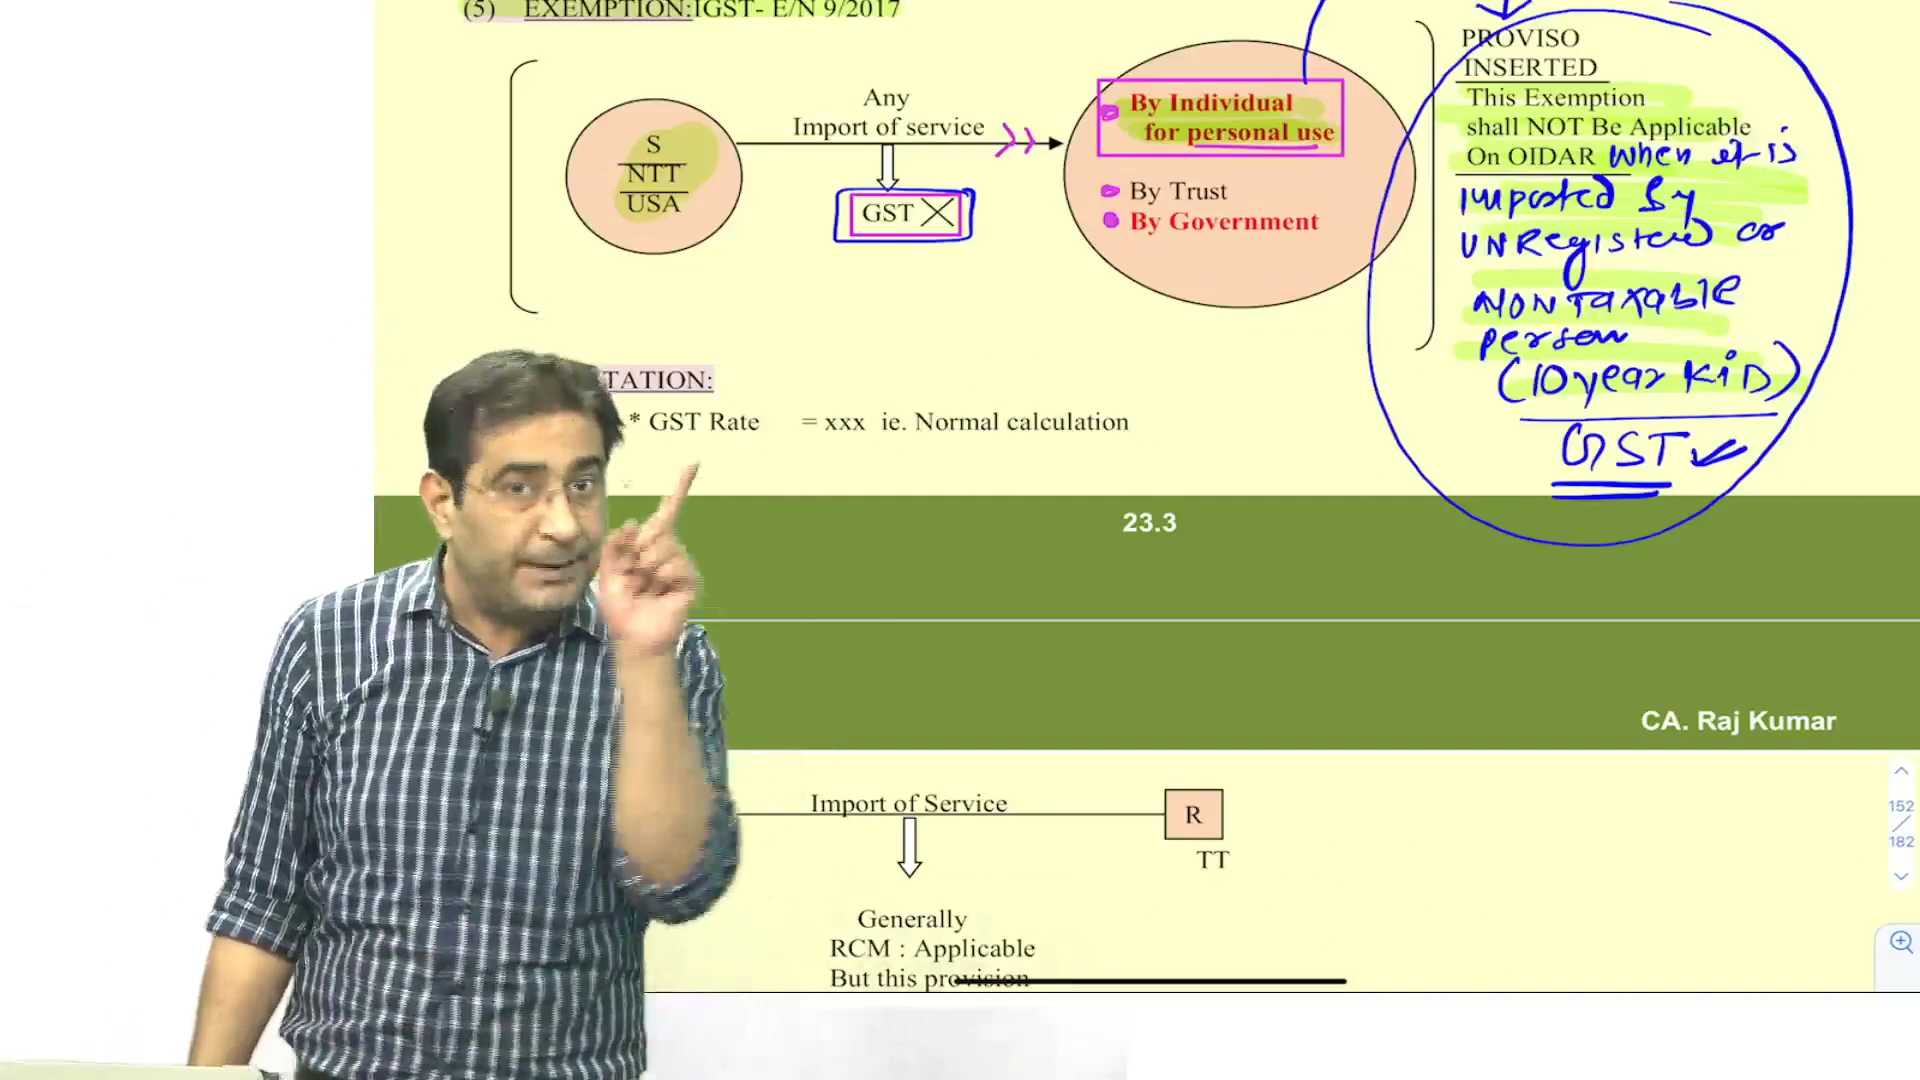 (5) EXEMPTION:IGST- E/N 9/2017
Any
Import of service
S
NTT
USA
GST
By Individual
for personal use
By Trust
By Government
PROVISO
INSERTED
This Exemption
shall NOT Be Applicable
On OIDAR when it is
imported by
UNRegistered or
NON TAXABLE
person
(10 year KiD)
GST
TATION:
* GST Rate = xxx ie. Normal calculation
23.3
CA. Raj Kumar
Import of Service
R
TT
Generally
RCM : Applicable
But this provision
152
182